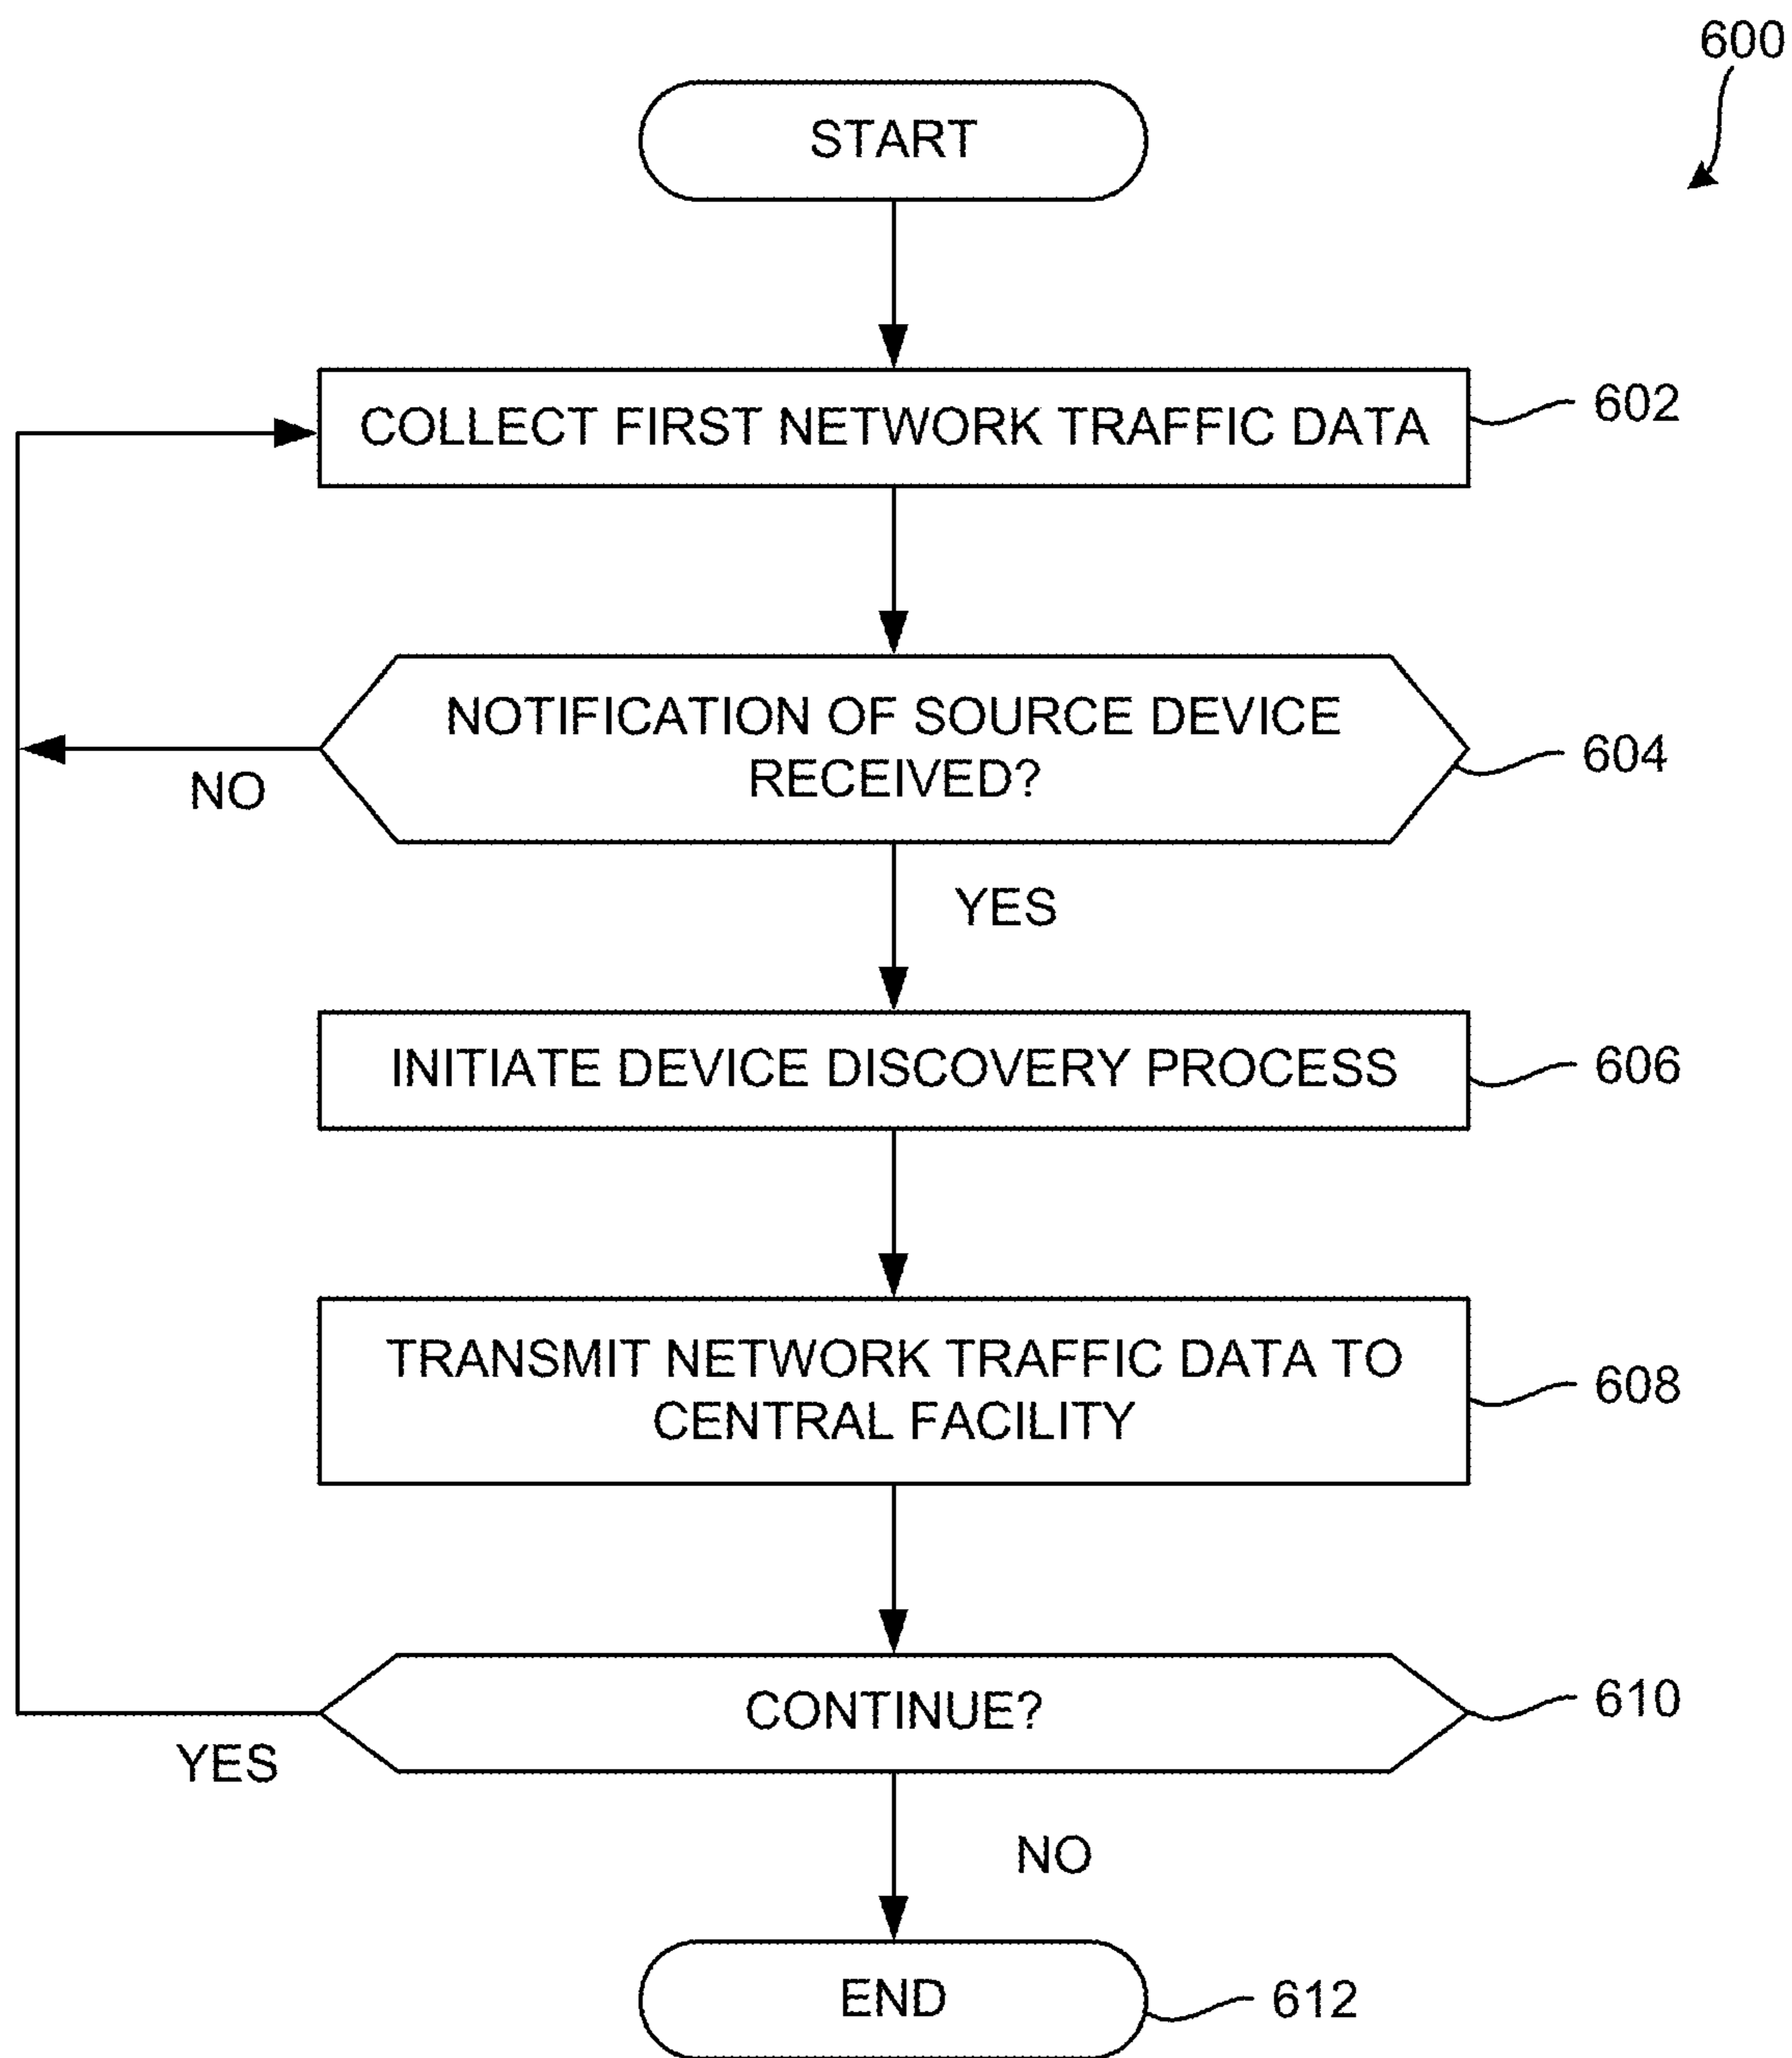 600
START
COLLECT FIRST NETWORK TRAFFIC DATA
602
NOTIFICATION OF SOURCE DEVICE
RECEIVED?
604
NO
YES
INITIATE DEVICE DISCOVERY PROCESS
606
TRANSMIT NETWORK TRAFFIC DATA TO
CENTRAL FACILITY
608
CONTINUE?
610
YES
NO
END
612